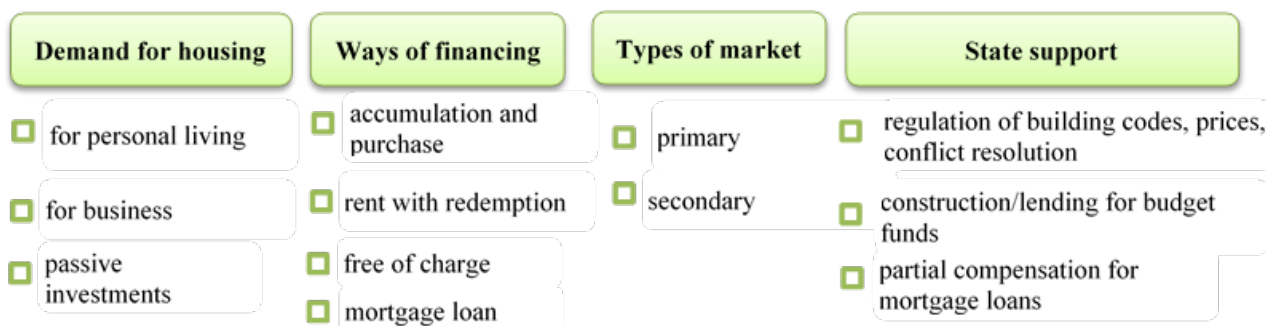 Demand for housing
for personal living
for business
passive
investments
Ways of financing
accumulation and
purchase
rent with redemption
free of charge
mortgage loan
Types of market
primary
secondary
State support
regulation of building codes, prices,
conflict resolution
construction/lending for budget
funds
partial compensation for
mortgage loans